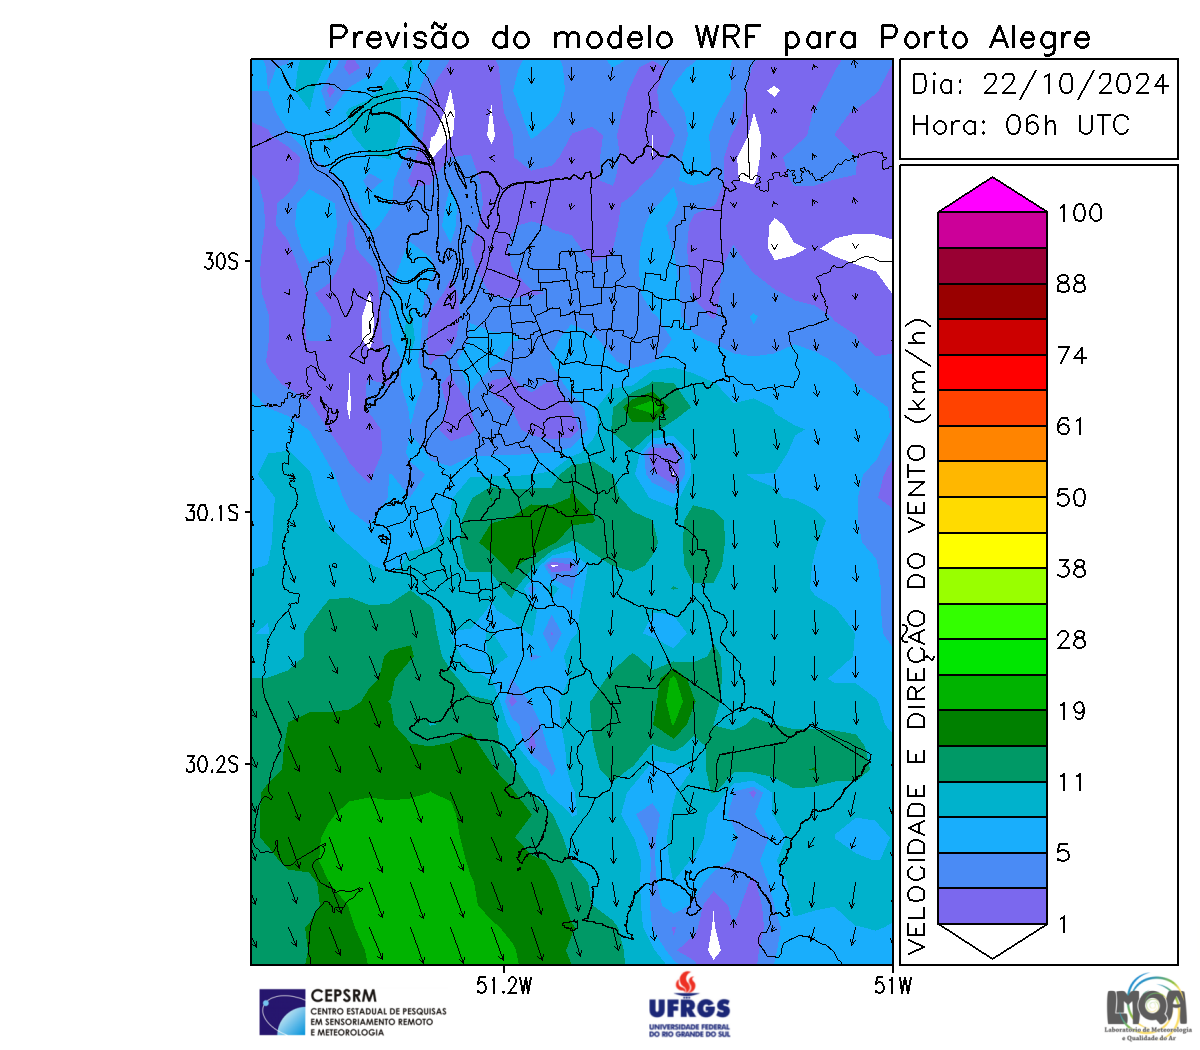 Previsão do modelo WRF para Porto Alegre
Dia: 22/10/2024
Hora: 06h UTC
100
88
74
61
50
38
28
19
11
5
1
VELOCIDADE E DIREÇÃO DO VENTO (km/h)
30S
30.1S
30.2S
51.2W
51W
CEPSRM
CENTRO ESTADUAL DE PESQUISAS
EM SENSORIAMENTO REMOTO
E METEOROLOGIA
UFRGS
UNIVERSIDADE FEDERAL
DO RIO GRANDE DO SUL
LMQA
Laboratório de Meteorologia
e Qualidade do Ar